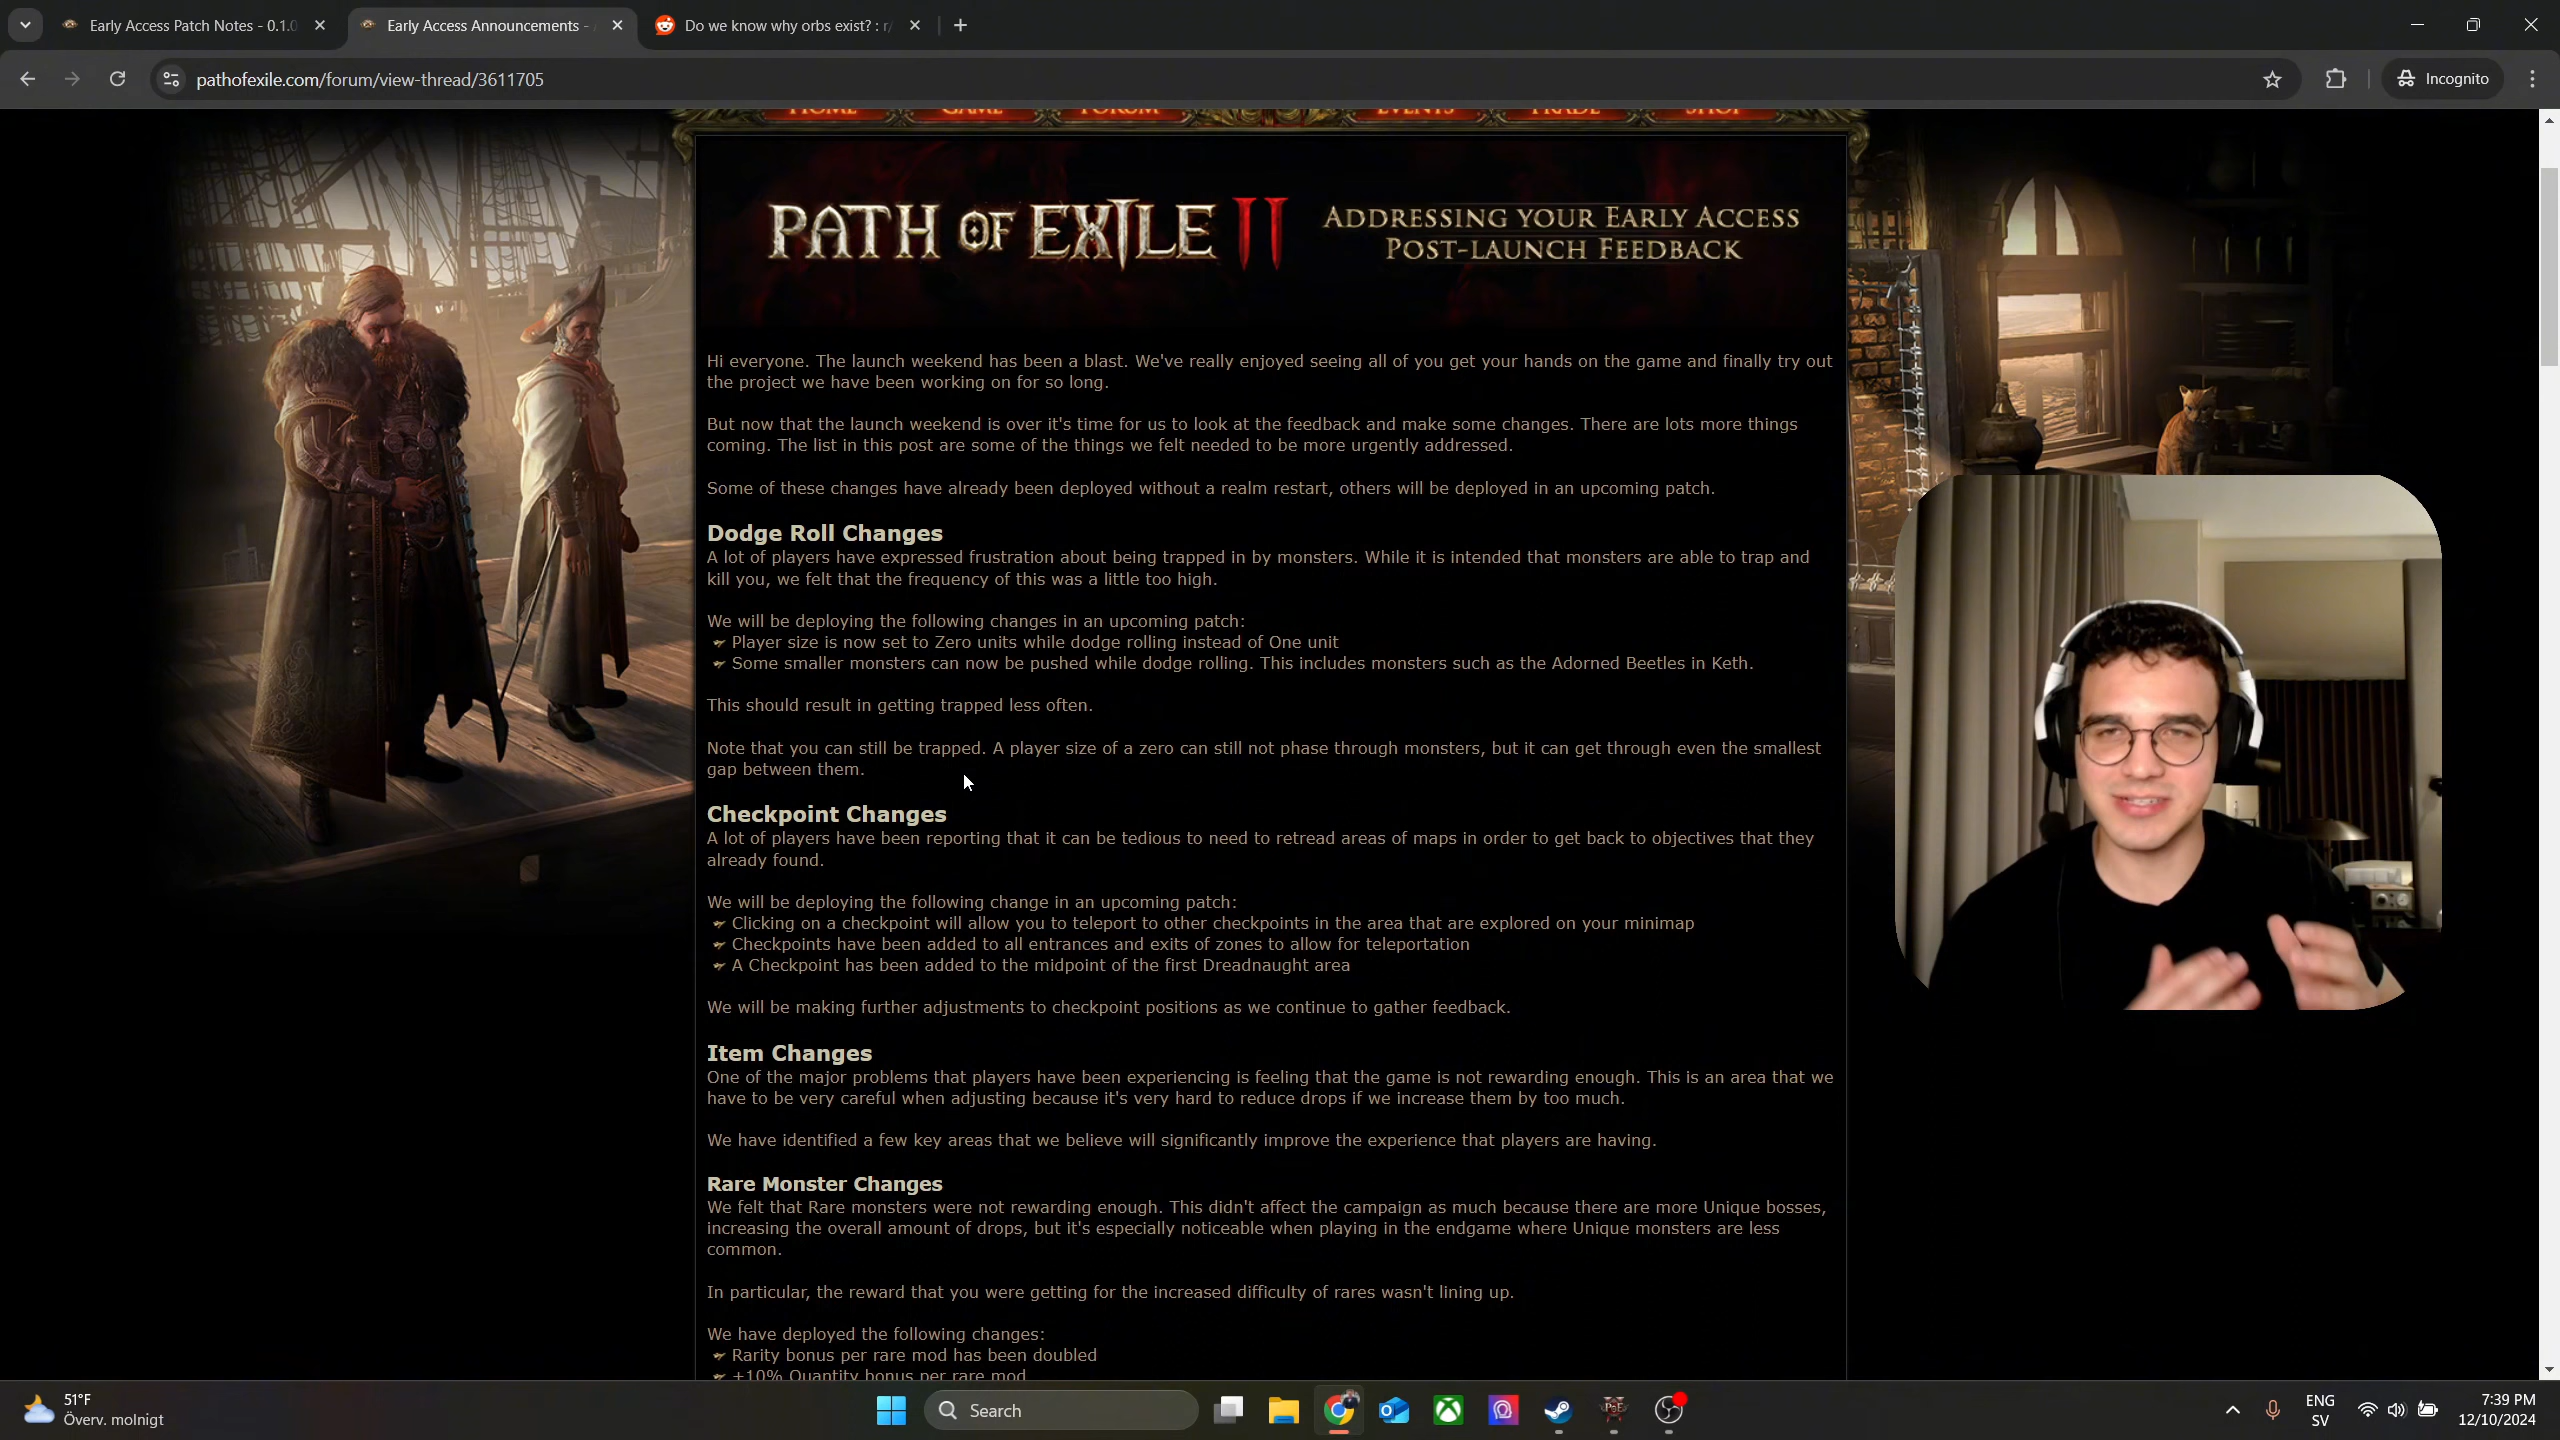 Early Access Patch Notes - 0.1.0
Early Access Announcements -
Do we know why orbs exist? : r/
pathofexile.com/forum/view-thread/3611705
Incognito
HOME GAME FORUM EVENTS TRADE SHOP
PATH OF EXILE II
ADDRESSING YOUR EARLY ACCESS
POST-LAUNCH FEEDBACK
Hi everyone. The launch weekend has been a blast. We've really enjoyed seeing all of you get your hands on the game and finally try out
the project we have been working on for so long.
But now that the launch weekend is over it's time for us to look at the feedback and make some changes. There are lots more things
coming. The list in this post are some of the things we felt needed to be more urgently addressed.
Some of these changes have already been deployed without a realm restart, others will be deployed in an upcoming patch.
Dodge Roll Changes
A lot of players have expressed frustration about being trapped in by monsters. While it is intended that monsters are able to trap and
kill you, we felt that the frequency of this was a little too high.
We will be deploying the following changes in an upcoming patch:
Player size is now set to Zero units while dodge rolling instead of One unit
Some smaller monsters can now be pushed while dodge rolling. This includes monsters such as the Adorned Beetles in Keth.
This should result in getting trapped less often.
Note that you can still be trapped. A player size of a zero can still not phase through monsters, but it can get through even the smallest
gap between them.
Checkpoint Changes
A lot of players have been reporting that it can be tedious to need to retread areas of maps in order to get back to objectives that they
already found.
We will be deploying the following change in an upcoming patch:
Clicking on a checkpoint will allow you to teleport to other checkpoints in the area that are explored on your minimap
Checkpoints have been added to all entrances and exits of zones to allow for teleportation
A Checkpoint has been added to the midpoint of the first Dreadnaught area
We will be making further adjustments to checkpoint positions as we continue to gather feedback.
Item Changes
One of the major problems that players have been experiencing is feeling that the game is not rewarding enough. This is an area that we
have to be very careful when adjusting because it's very hard to reduce drops if we increase them by too much.
We have identified a few key areas that we believe will significantly improve the experience that players are having.
Rare Monster Changes
We felt that Rare monsters were not rewarding enough. This didn't affect the campaign as much because there are more Unique bosses,
increasing the overall amount of drops, but it's especially noticeable when playing in the endgame where Unique monsters are less
common.
In particular, the reward that you were getting for the increased difficulty of rares wasn't lining up.
We have deployed the following changes:
Rarity bonus per rare mod has been doubled
+10% Quantity bonus per rare mod
51°F
Överv. molnigt
Search
ENG
SV
7:39 PM
12/10/2024